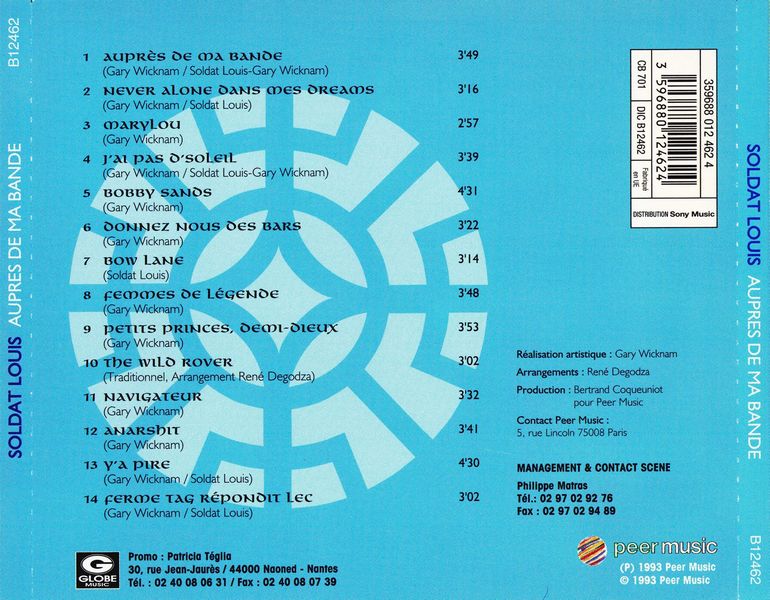 B12462
SOLDAT LOUIS AUPRES DE MA BANDE
1 AUPRÈS DE MA BANDE 3'49
(Gary Wicknam / Soldat Louis-Gary Wicknam)
2 NEVER ALONE DANS MES DREAMS 3'16
(Gary Wicknam / Soldat Louis)
3 MARYLOU 2'57
(Gary Wicknam)
4 J'AI PAS D'SOLEIL 3'39
(Gary Wicknam / Soldat Louis-Gary Wicknam)
5 BOBBY SANDS 4'31
(Gary Wicknam)
6 DONNEZ NOUS DES BARS 3'22
(Gary Wicknam)
7 BOW LANE 3'14
(Soldat Louis)
8 FEMMES DE LÉGENDE 3'48
(Gary Wicknam)
9 PETITS PRINCES, DEMI-DIEUX 3'53
(Gary Wicknam)
10 THE WILD ROVER 3'02
(Traditionnel, Arrangement René Degodza)
11 NAVIGATEUR 3'32
(Gary Wicknam)
12 ANARSHIT 3'41
(Gary Wicknam)
13 Y'A PIRE 4'30
(Gary Wicknam / Soldat Louis)
14 FERME TAG RÉPONDIT LEC 3'02
(Gary Wicknam / Soldat Louis)
G
GLOBE
MUSIC
Promo : Patricia Téglia
30, rue Jean-Jaurès / 44000 Naoned - Nantes
Tél. : 02 40 08 06 31 / Fax : 02 40 08 07 39
359688 012 462 4
3 596880 124624
CB 701
D/C B12462
Fabriqué
en UE
DISTRIBUTION Sony Music
Réalisation artistique : Gary Wicknam
Arrangements : René Degodza
Production : Bertrand Coqueuniot
pour Peer Music
Contact Peer Music :
5, rue Lincoln 75008 Paris
MANAGEMENT & CONTACT SCENE
Philippe Matras
Tél.: 02 97 02 92 76
Fax : 02 97 02 94 89
peermusic
(P) 1993 Peer Music
© 1993 Peer Music
SOLDAT LOUIS AUPRES DE MA BANDE
B12462